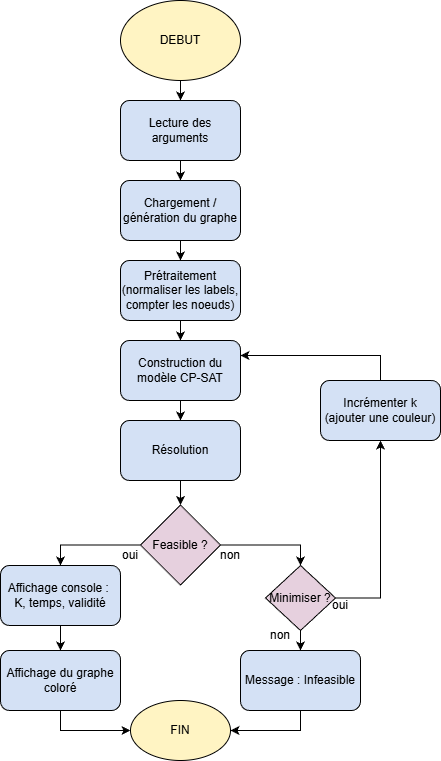 DEBUT
Lecture des
arguments
Chargement /
génération du graphe
Prétraitement
(normaliser les labels,
compter les noeuds)
Construction du
modèle CP-SAT
Incrémenter k
(ajouter une couleur)
Résolution
Feasible ?
oui
non
Affichage console :
K, temps, validité
Minimiser ?
oui
non
Affichage du graphe
coloré
Message : Infeasible
FIN